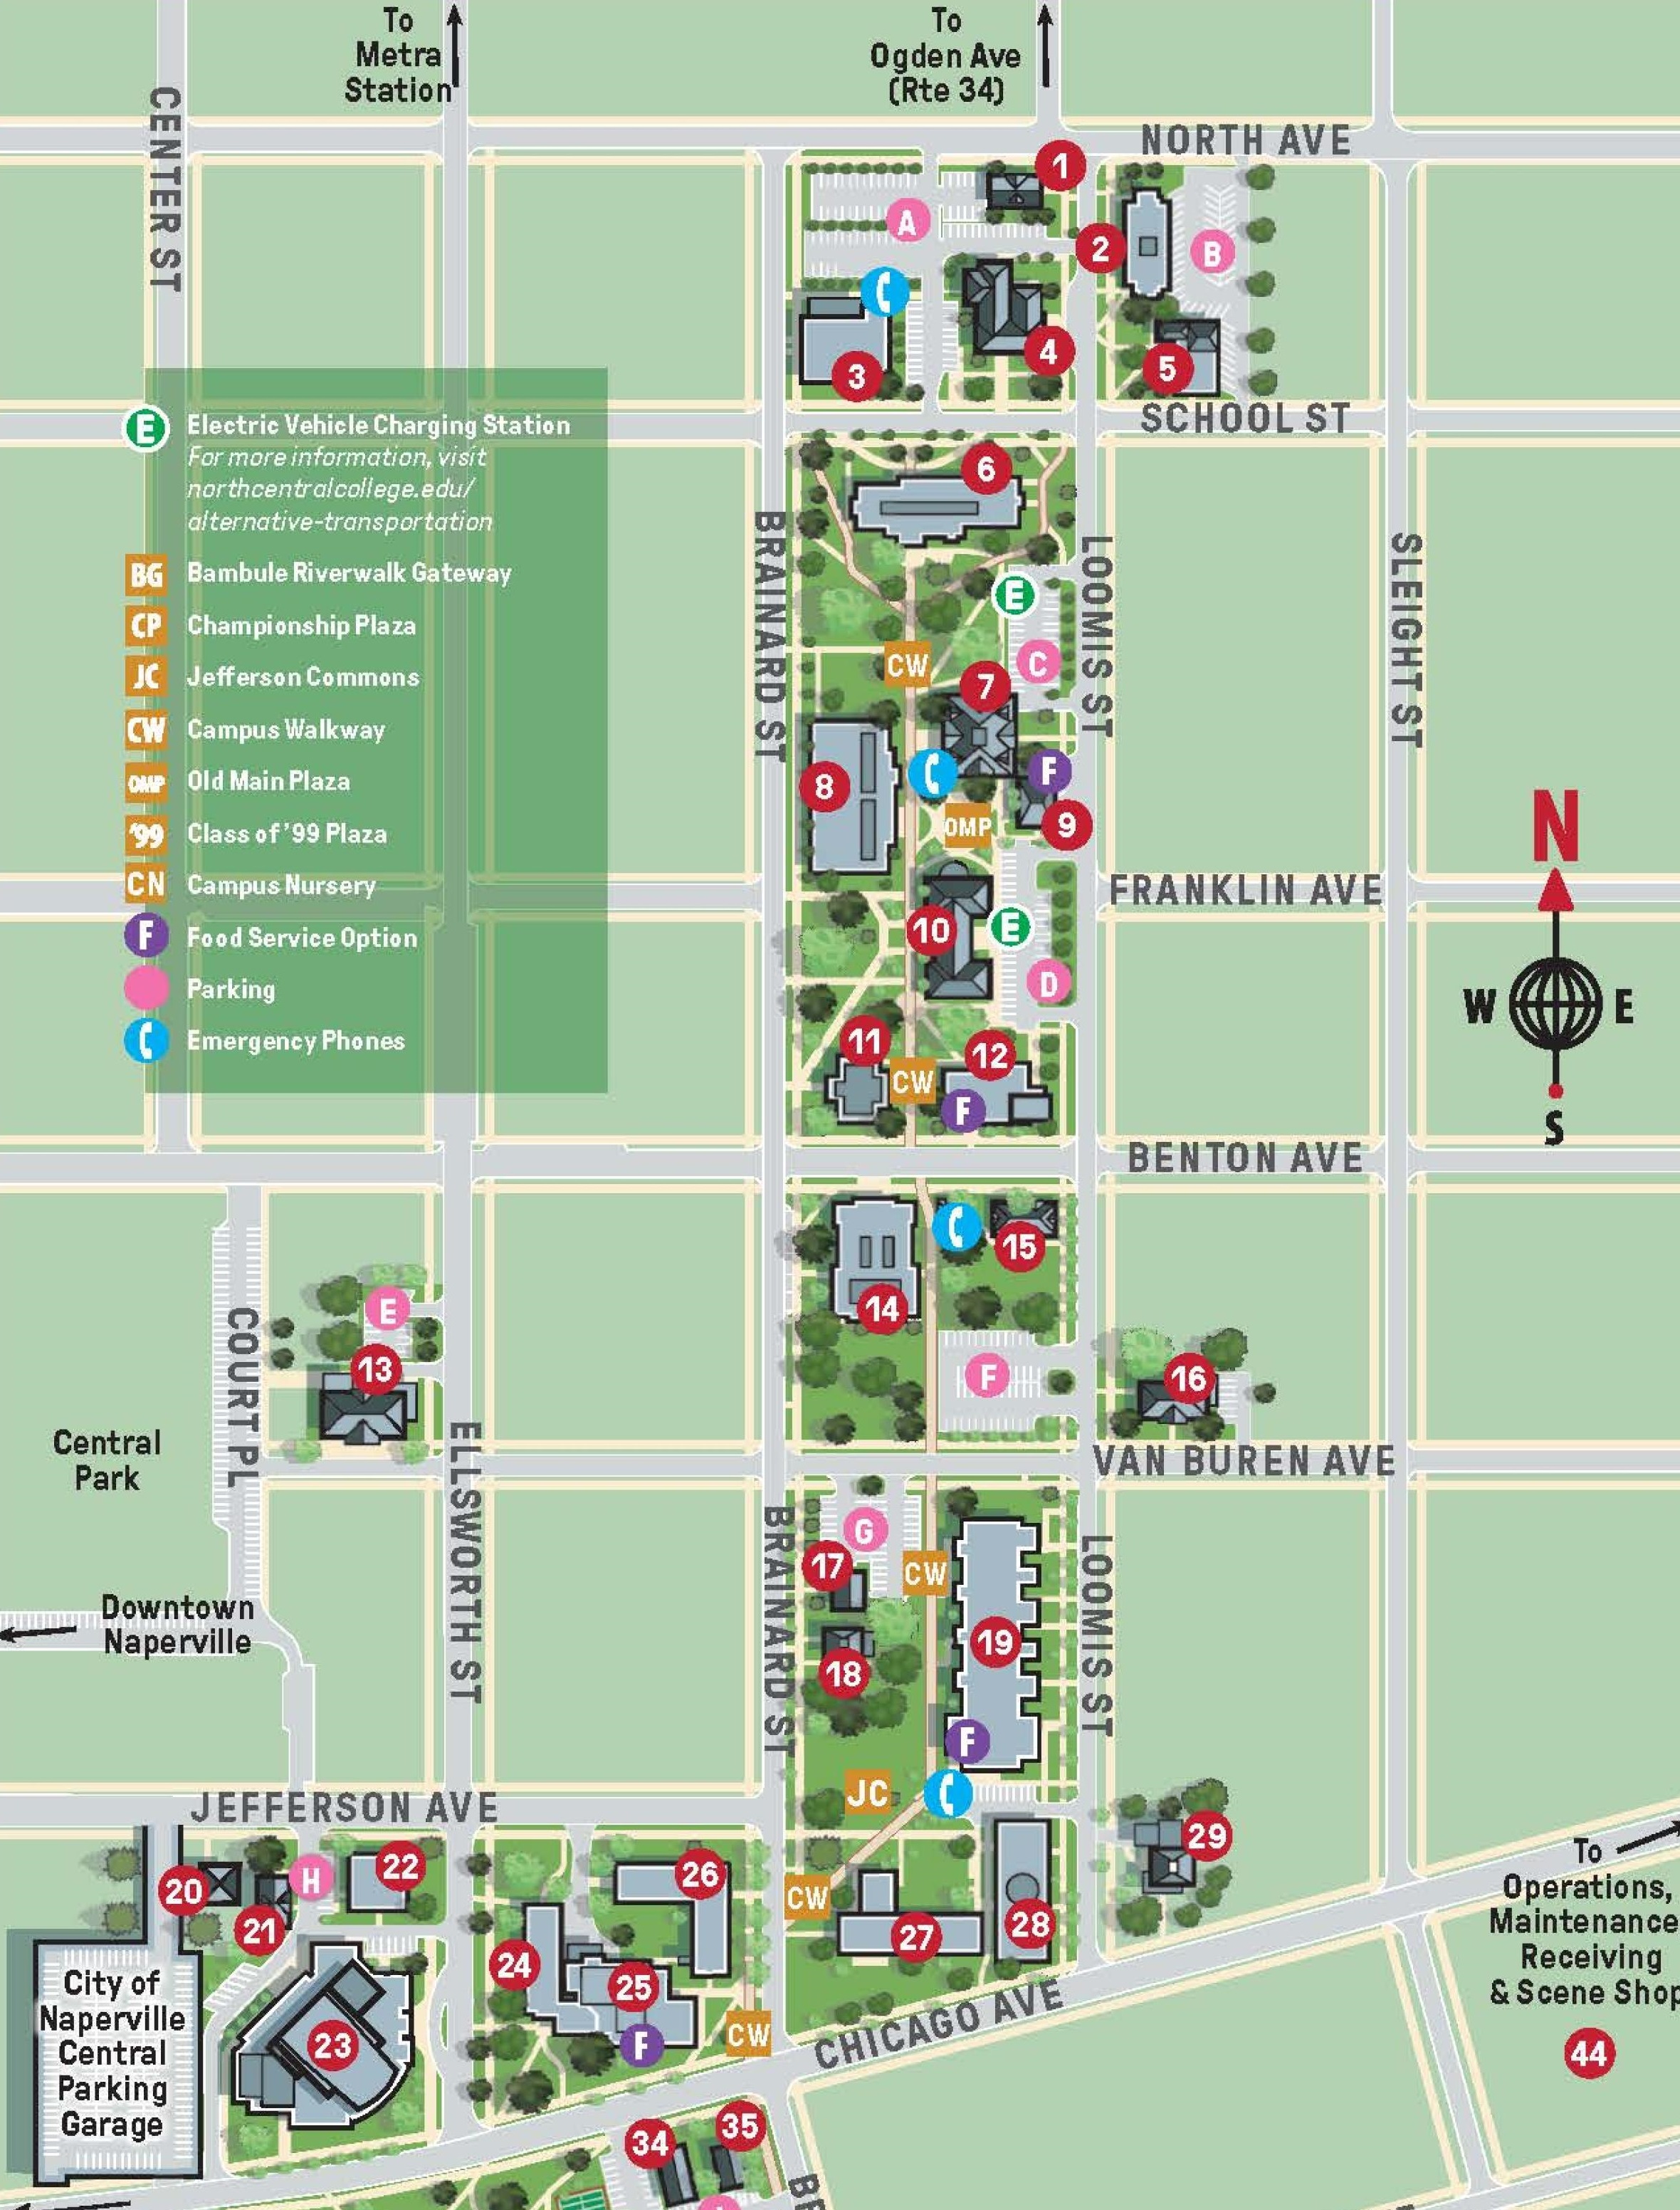 To
Metra
Station
To
Ogden Ave
(Rte 34)
CENTER ST
NORTH AVE
1
A
2
B
3
4
5
SCHOOL ST
E Electric Vehicle Charging Station
For more information, visit
northcentralcollege.edu/
alternative-transportation
BG Bambule Riverwalk Gateway
CP Championship Plaza
JC Jefferson Commons
CW Campus Walkway
OMP Old Main Plaza
'99 Class of '99 Plaza
CN Campus Nursery
F Food Service Option
Parking
Emergency Phones
6
BRAINARD ST
LOOMIS ST
SLEIGHT ST
E
CW
C
7
8
F
OMP
9
FRANKLIN AVE
10
E
D
11
12
CW
F
N
W
E
S
BENTON AVE
15
14
E
13
COURT PL
F
16
Central
Park
ELLSWORTH ST
VAN BUREN AVE
BRAINARD ST
G
17
CW
LOOMIS ST
Downtown
Naperville
19
18
F
JC
JEFFERSON AVE
29
20
H
22
21
26
CW
27
28
24
25
F
23
CW
CHICAGO AVE
City of
Naperville
Central
Parking
Garage
To
Operations,
Maintenance
Receiving
& Scene Shop
44
34
35